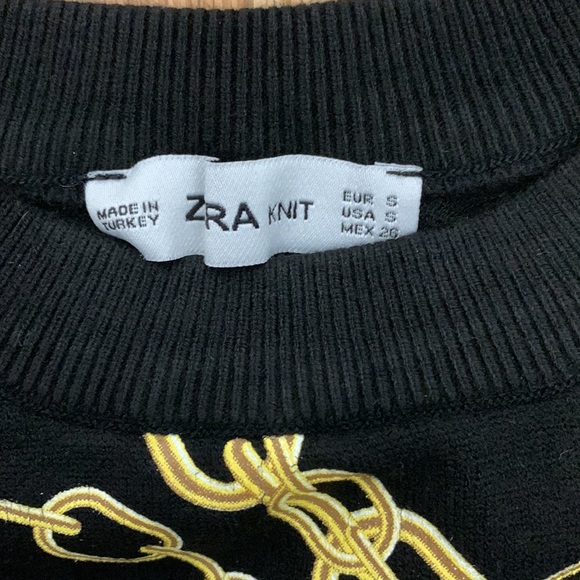 MADE IN
TURKEY
ZRA KNIT
EUR S
USA S
MEX 26